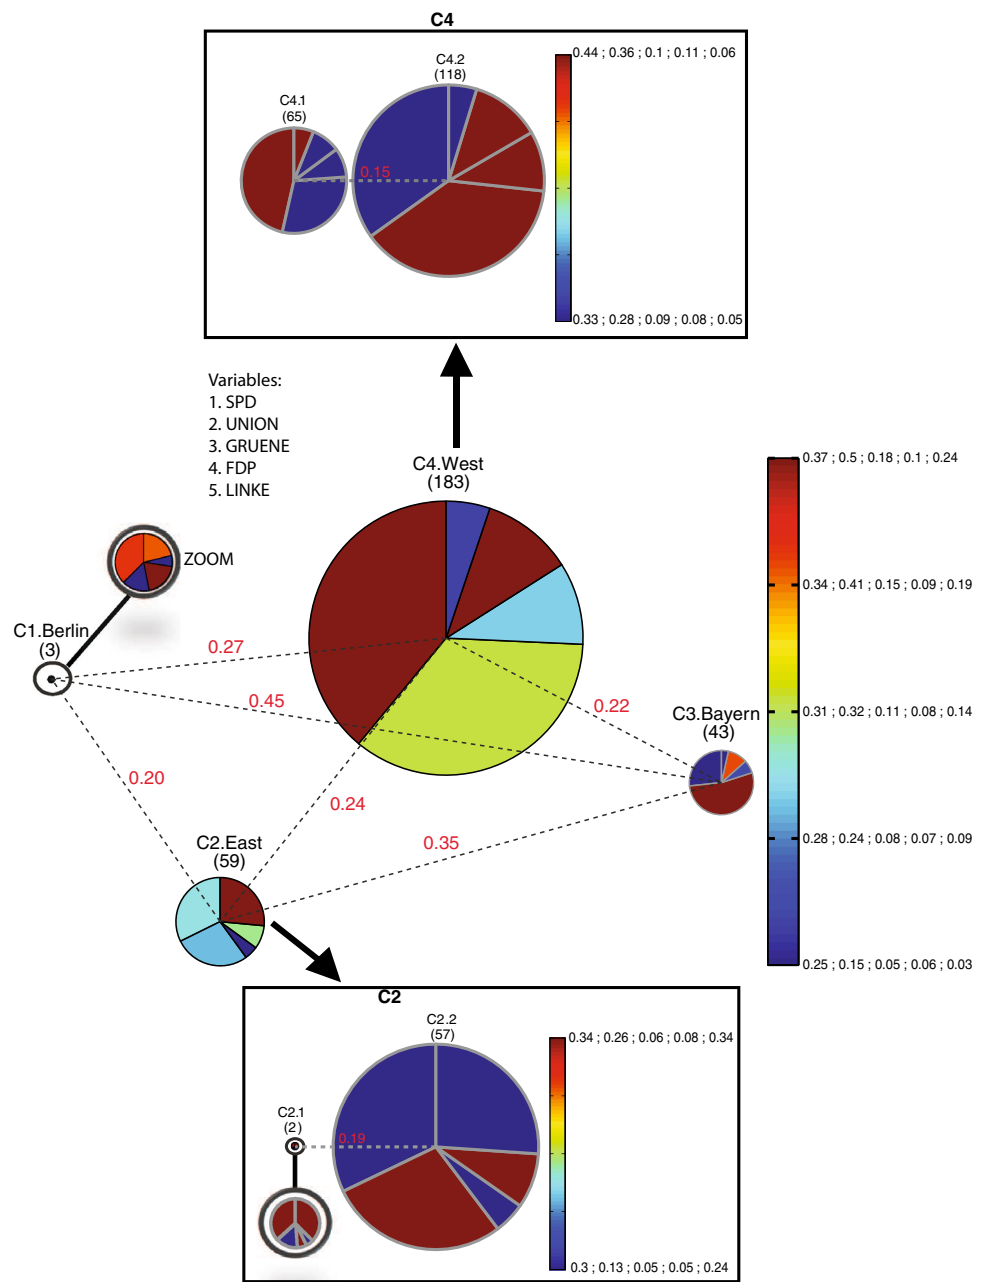 C4
C4.2
(118)
C4.1
(65)
0.15
0.44 ; 0.36 ; 0.1 ; 0.11 ; 0.06
0.33 ; 0.28 ; 0.09 ; 0.08 ; 0.05
Variables:
1. SPD
2. UNION
3. GRUENE
4. FDP
5. LINKE
C4.West
(183)
ZOOM
C1.Berlin
(3)
0.27
0.45
0.22
C3.Bayern
(43)
0.20
0.24
0.35
C2.East
(59)
0.37 ; 0.5 ; 0.18 ; 0.1 ; 0.24
0.34 ; 0.41 ; 0.15 ; 0.09 ; 0.19
0.31 ; 0.32 ; 0.11 ; 0.08 ; 0.14
0.28 ; 0.24 ; 0.08 ; 0.07 ; 0.09
0.25 ; 0.15 ; 0.05 ; 0.06 ; 0.03
C2
C2.2
(57)
C2.1
(2)
0.19
0.34 ; 0.26 ; 0.06 ; 0.08 ; 0.34
0.3 ; 0.13 ; 0.05 ; 0.05 ; 0.24